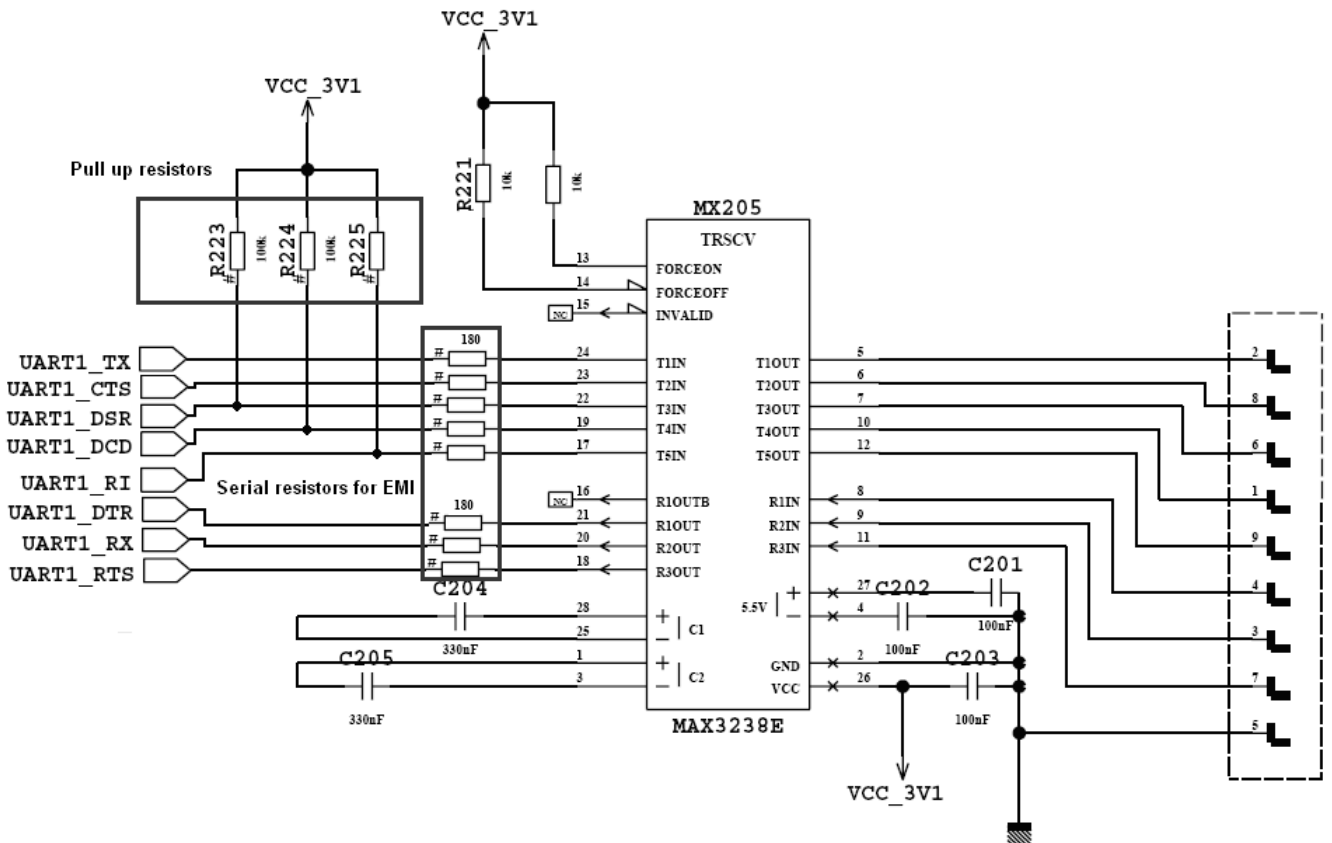 VCC_3V1
VCC_3V1
Pull up resistors
R221
10k
10k
R223
100k
R224
100k
R225
#
#
#
MX205
TRSCV
13
FORCEON
14
FORCEOFF
NC
15
INVALID
180
UART1_TX
#
24
T1IN
T1OUT
5
2
UART1_CTS
#
23
T2IN
T2OUT
6
8
UART1_DSR
#
22
T3IN
T3OUT
7
6
UART1_DCD
#
19
T4IN
T4OUT
10
1
UART1_RI
#
17
T5IN
T5OUT
12
9
Serial resistors for EMI
NC
16
R1OUTB
R1IN
8
4
180
UART1_DTR
#
21
R1OUT
R2IN
9
3
UART1_RX
#
20
R2OUT
R3IN
11
7
UART1_RTS
#
18
R3OUT
C204
330nF
28
+
25
−
C1
5.5V
+
27
C201
100nF
−
4
C202
100nF
C205
330nF
1
+
3
−
C2
GND
2
VCC
26
C203
100nF
5
MAX3238E
VCC_3V1